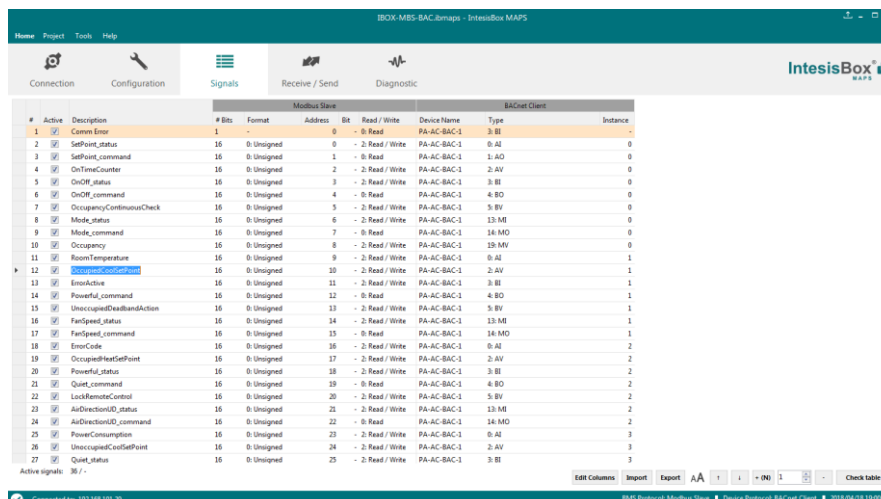 IBOX-MBS-BAC.ibmaps - IntesisBox MAPS
Home Project Tools Help
Connection Configuration Signals Receive / Send Diagnostic
IntesisBox®
MAPS
Modbus Slave BACnet Client
# Active Description # Bits Format Address Bit Read / Write Device Name Type Instance
1 Comm Error 1 - 0 - 0: Read PA-AC-BAC-1 3: BI -
2 SetPoint_status 16 0: Unsigned 0 - 2: Read / Write PA-AC-BAC-1 0: AI 0
3 SetPoint_command 16 0: Unsigned 1 - 0: Read PA-AC-BAC-1 1: AO 0
4 OnTimeCounter 16 0: Unsigned 2 - 2: Read / Write PA-AC-BAC-1 2: AV 0
5 OnOff_status 16 0: Unsigned 3 - 2: Read / Write PA-AC-BAC-1 3: BI 0
6 OnOff_command 16 0: Unsigned 4 - 0: Read PA-AC-BAC-1 4: BO 0
7 OccupancyContinuousCheck 16 0: Unsigned 5 - 2: Read / Write PA-AC-BAC-1 5: BV 0
8 Mode_status 16 0: Unsigned 6 - 2: Read / Write PA-AC-BAC-1 13: MI 0
9 Mode_command 16 0: Unsigned 7 - 0: Read PA-AC-BAC-1 14: MO 0
10 Occupancy 16 0: Unsigned 8 - 2: Read / Write PA-AC-BAC-1 19: MV 0
11 RoomTemperature 16 0: Unsigned 9 - 2: Read / Write PA-AC-BAC-1 0: AI 1
12 OccupiedCoolSetPoint 16 0: Unsigned 10 - 2: Read / Write PA-AC-BAC-1 2: AV 1
13 ErrorActive 16 0: Unsigned 11 - 2: Read / Write PA-AC-BAC-1 3: BI 1
14 Powerful_command 16 0: Unsigned 12 - 0: Read PA-AC-BAC-1 4: BO 1
15 UnoccupiedDeadbandAction 16 0: Unsigned 13 - 2: Read / Write PA-AC-BAC-1 5: BV 1
16 FanSpeed_status 16 0: Unsigned 14 - 2: Read / Write PA-AC-BAC-1 13: MI 1
17 FanSpeed_command 16 0: Unsigned 15 - 0: Read PA-AC-BAC-1 14: MO 1
18 ErrorCode 16 0: Unsigned 16 - 2: Read / Write PA-AC-BAC-1 0: AI 2
19 OccupiedHeatSetPoint 16 0: Unsigned 17 - 2: Read / Write PA-AC-BAC-1 2: AV 2
20 Powerful_status 16 0: Unsigned 18 - 2: Read / Write PA-AC-BAC-1 3: BI 2
21 Quiet_command 16 0: Unsigned 19 - 0: Read PA-AC-BAC-1 4: BO 2
22 LockRemoteControl 16 0: Unsigned 20 - 2: Read / Write PA-AC-BAC-1 5: BV 2
23 AirDirectionUD_status 16 0: Unsigned 21 - 2: Read / Write PA-AC-BAC-1 13: MI 2
24 AirDirectionUD_command 16 0: Unsigned 22 - 0: Read PA-AC-BAC-1 14: MO 2
25 PowerConsumption 16 0: Unsigned 23 - 2: Read / Write PA-AC-BAC-1 0: AI 3
26 UnoccupiedCoolSetPoint 16 0: Unsigned 24 - 2: Read / Write PA-AC-BAC-1 2: AV 3
27 Quiet_status 16 0: Unsigned 25 - 2: Read / Write PA-AC-BAC-1 3: BI 3
Active signals: 36 / -
Edit Columns Import Export AA + (N) 1 - Check table
Connected to: 192.168.101.20 BMS Protocol: Modbus Slave Device Protocol: BACnet Client 2018/04/18 19:00